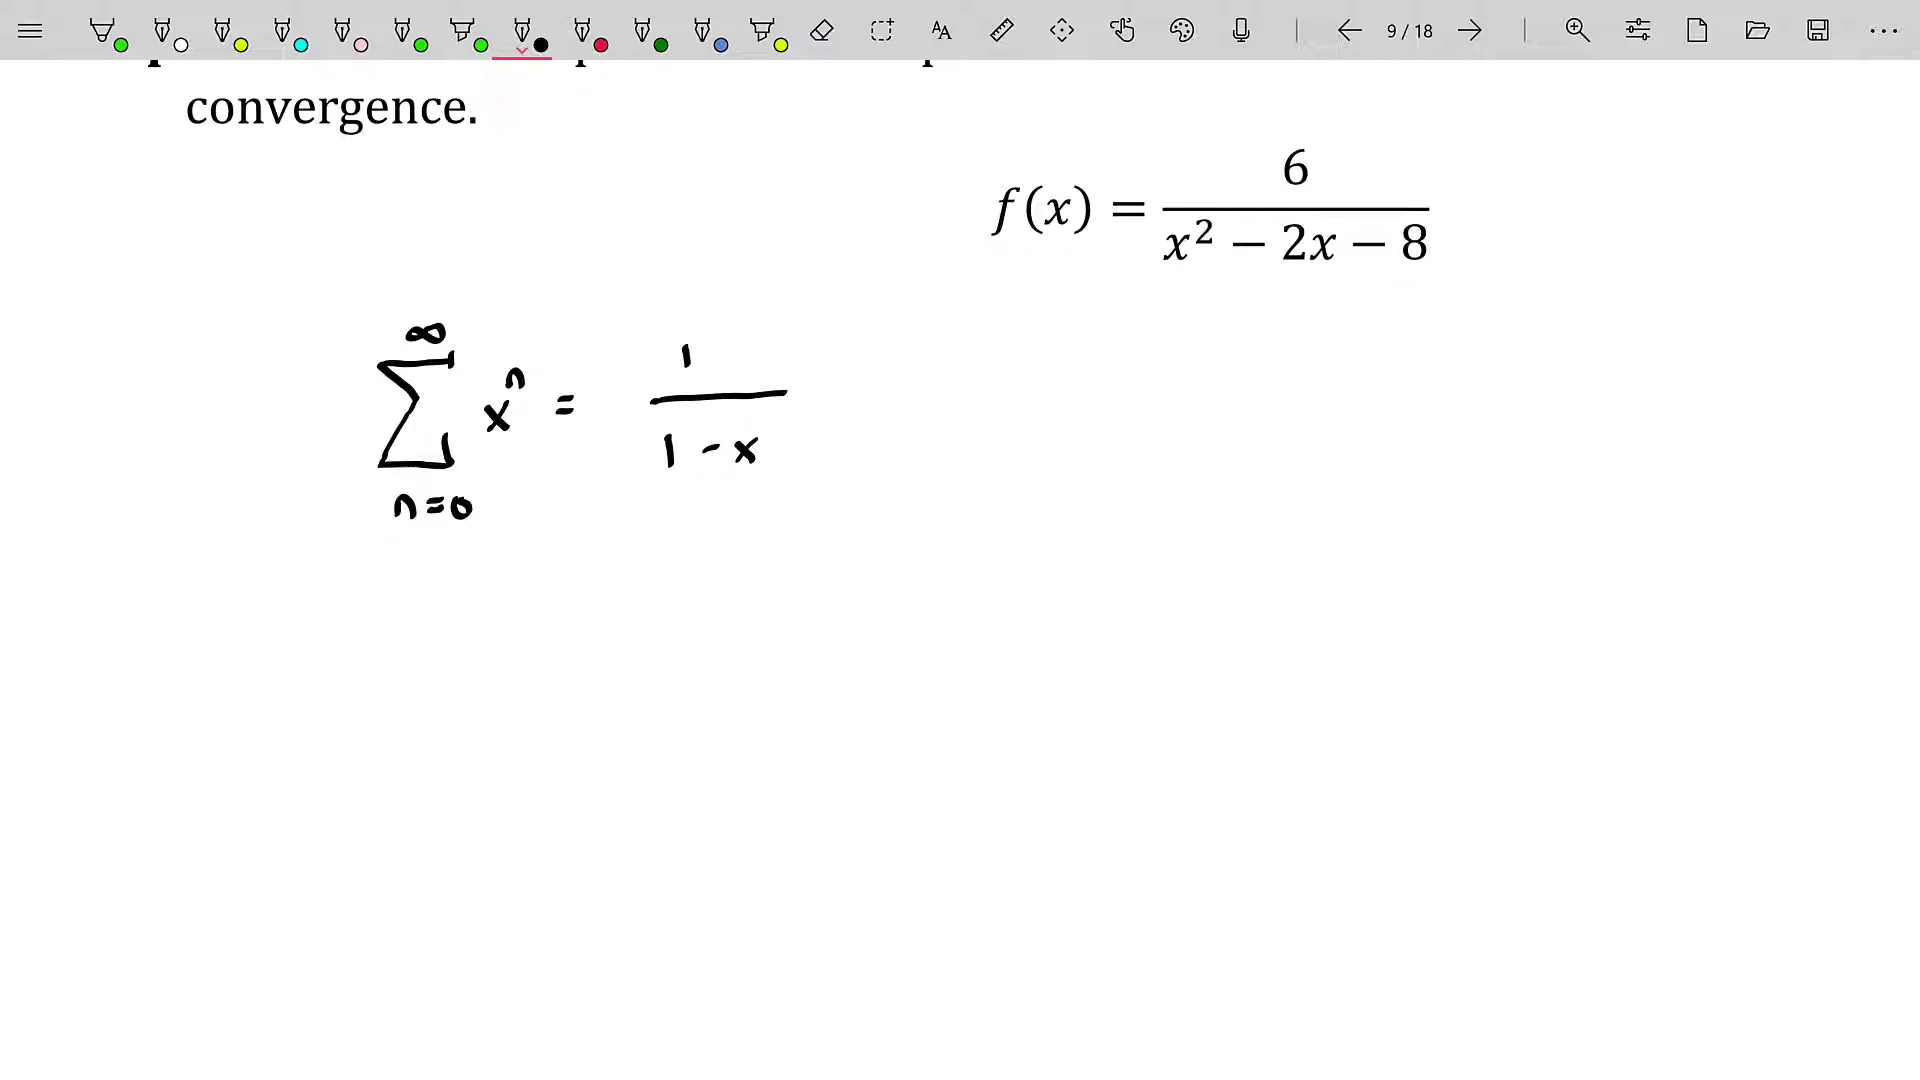 9 / 18
convergence.
f(x) = 6 / (x² − 2x − 8)
∞
∑ xⁿ = 1 / (1 - x)
n=0